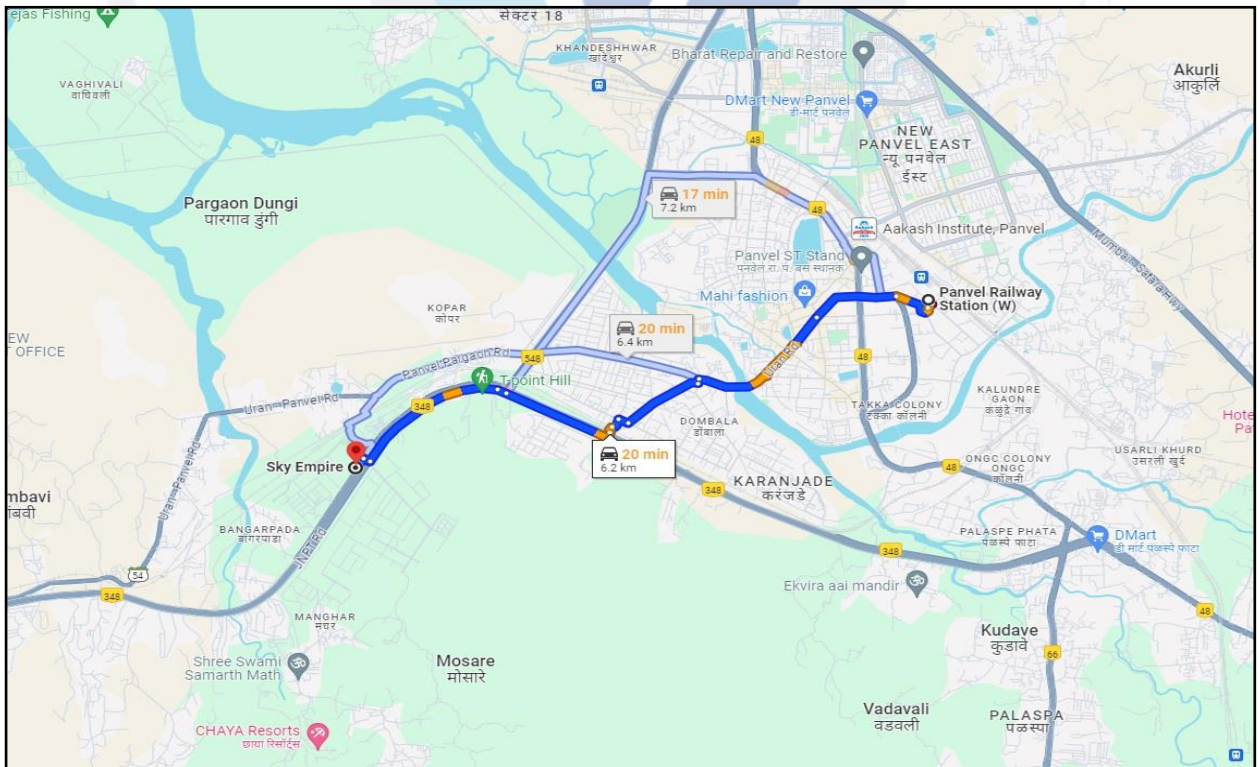 ejas Fishing
सेक्टर 18
KHANDESHHWAR
खांदेश्वर
Bharat Repair and Restore
Akurli
आकुर्लि
VAGHIVALI
वाघिवली
DMart New Panvel
डी-मार्ट पनवेल
NEW
PANVEL EAST
न्यू पनवेल
ईस्ट
48
Pargaon Dungi
पारगाव डुंगी
17 min
7.2 km
48
Aakash Institute, Panvel
Panvel ST Stand
पनवेल रा. प. बस स्थानक
Mumbai - Satara Hwy
Mahi fashion
Panvel Railway
Station (W)
KOPAR
कोपर
20 min
6.4 km
EW
T OFFICE
Panvel Pargaon Rd
548
Uran Rd
48
T-point Hill
Uran - Panvel Rd
348
TAKKA COLONY
टक्का कॉलनी
KALUNDRE
GAON
कळुंद्रे गांव
Hote
Pa
DOMBALA
डोंबाला
Sky Empire
20 min
6.2 km
USARLI KHURD
उसरली खुर्द
ONGC COLONY
ONGC
कॉलनी
48
mbavi
ांबवी
Uran - Panvel Rd
KARANJADE
करंजडे
348
BANGARPADA
बांगरपाडा
JNPT Rd
PALASPE PHATA
पळस्पे फाटा
DMart
डी मार्ट पळस्पे फाटा
348
54
348
Ekvira aai mandir
48
MANGHAR
मघर
Kudave
कुडावे
66
Shree Swami
Samarth Math
Mosare
मोसारे
Vadavali
वडवली
PALASPA
पळस्पा
CHAYA Resorts
छाया रिसॉर्ट्स